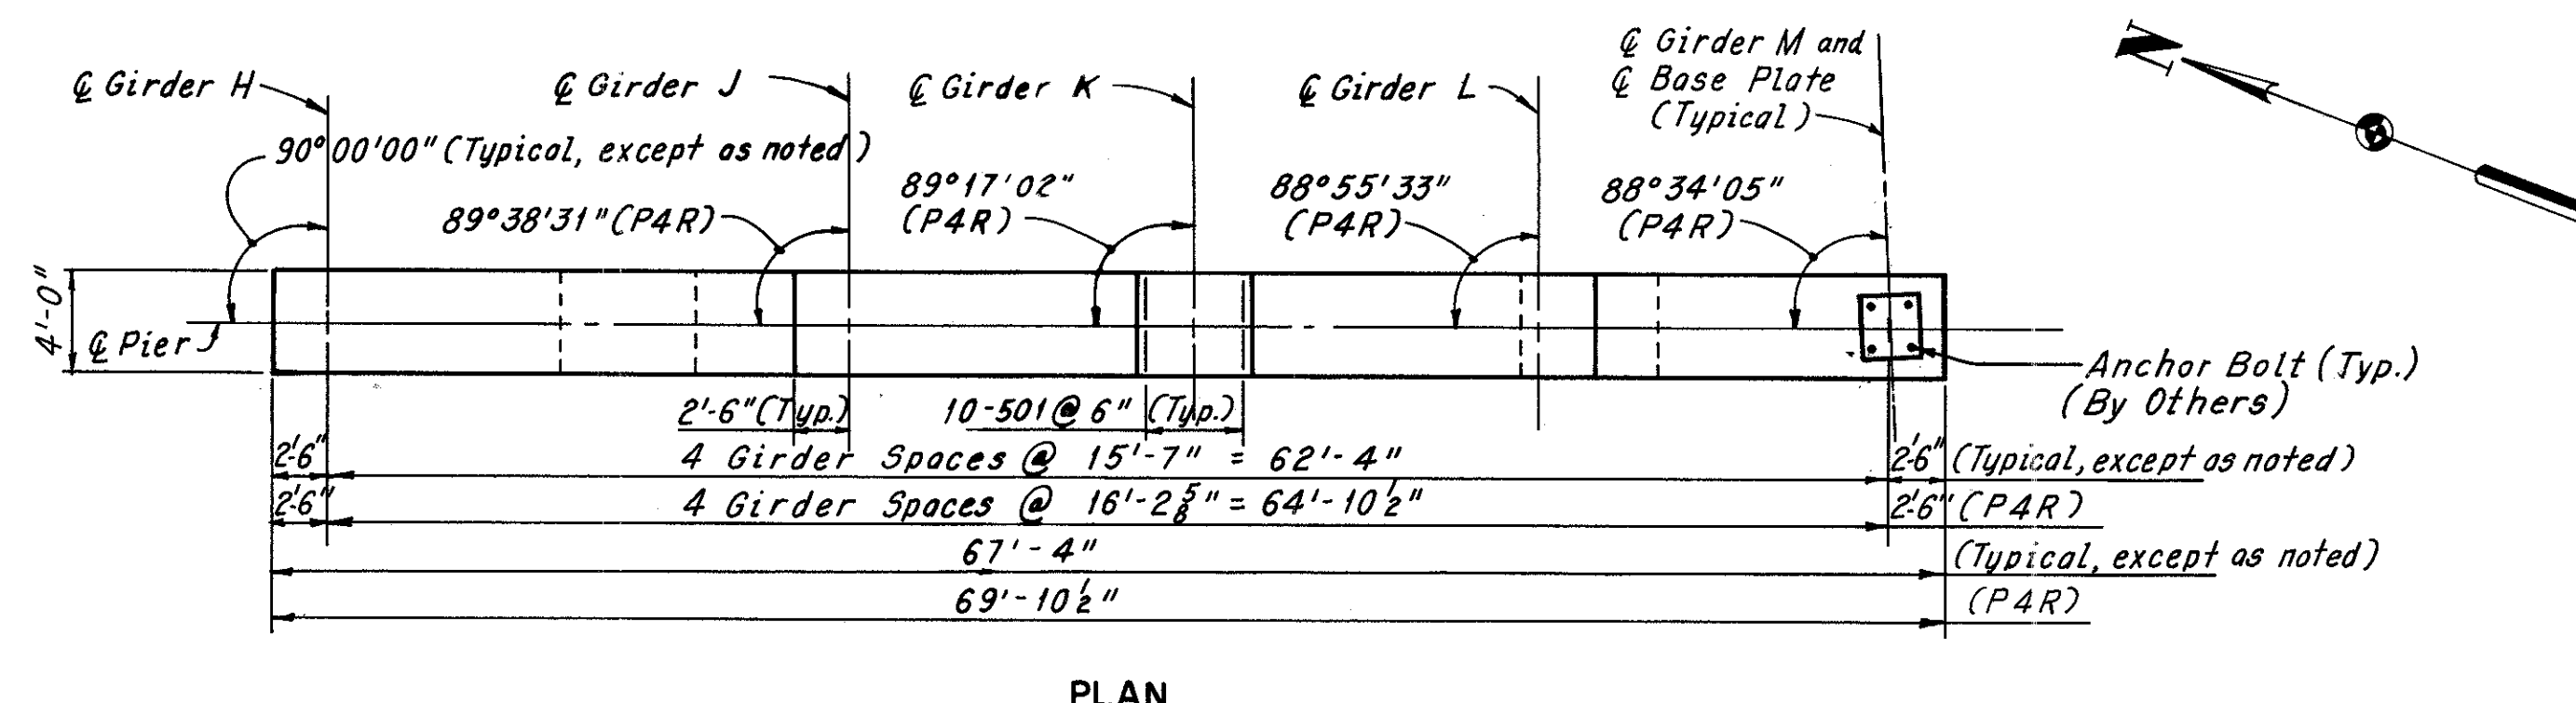 ℄ Girder H
℄ Girder J
℄ Girder K
℄ Girder L
℄ Girder M and
℄ Base Plate
(Typical)
N
90°00'00" (Typical, except as noted)
89°38'31" (P4R)
89°17'02"
(P4R)
88°55'33"
(P4R)
88°34'05"
(P4R)
4'-0"
℄ Pier
Anchor Bolt (Typ.)
(By Others)
2'-6" (Typ.)
10-501 @ 6" (Typ.)
2'-6" 4 Girder Spaces @ 15'-7" = 62'-4" 2'-6" (Typical, except as noted)
2'-6" 4 Girder Spaces @ 16'-2 5/8" = 64'-10 1/2" 2'-6" (P4R)
67'-4" (Typical, except as noted)
69'-10 1/2" (P4R)
PLAN